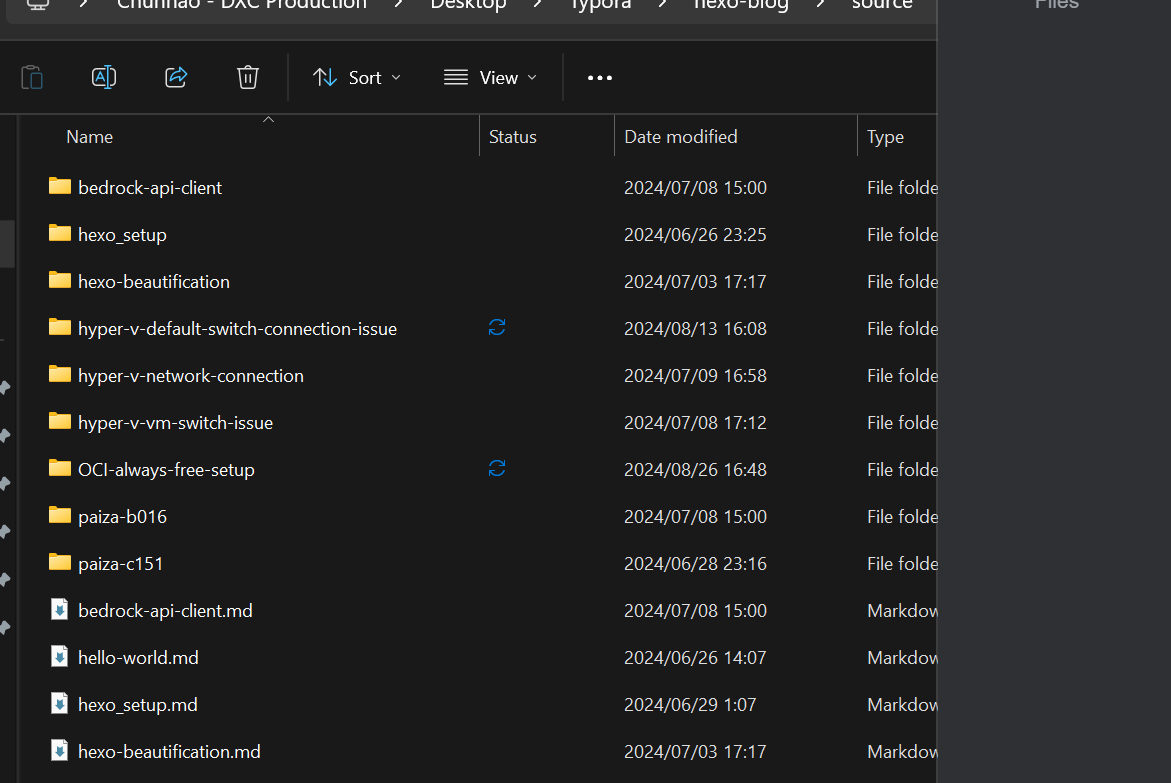 Chunhao - DXC Production > Desktop > Typora > hexo-blog > source
Files
Sort View
Name Status Date modified Type
bedrock-api-client 2024/07/08 15:00 File folde
hexo_setup 2024/06/26 23:25 File folde
hexo-beautification 2024/07/03 17:17 File folde
hyper-v-default-switch-connection-issue 2024/08/13 16:08 File folde
hyper-v-network-connection 2024/07/09 16:58 File folde
hyper-v-vm-switch-issue 2024/07/08 17:12 File folde
OCI-always-free-setup 2024/08/26 16:48 File folde
paiza-b016 2024/07/08 15:00 File folde
paiza-c151 2024/06/28 23:16 File folde
bedrock-api-client.md 2024/07/08 15:00 Markdow
hello-world.md 2024/06/26 14:07 Markdow
hexo_setup.md 2024/06/29 1:07 Markdow
hexo-beautification.md 2024/07/03 17:17 Markdow